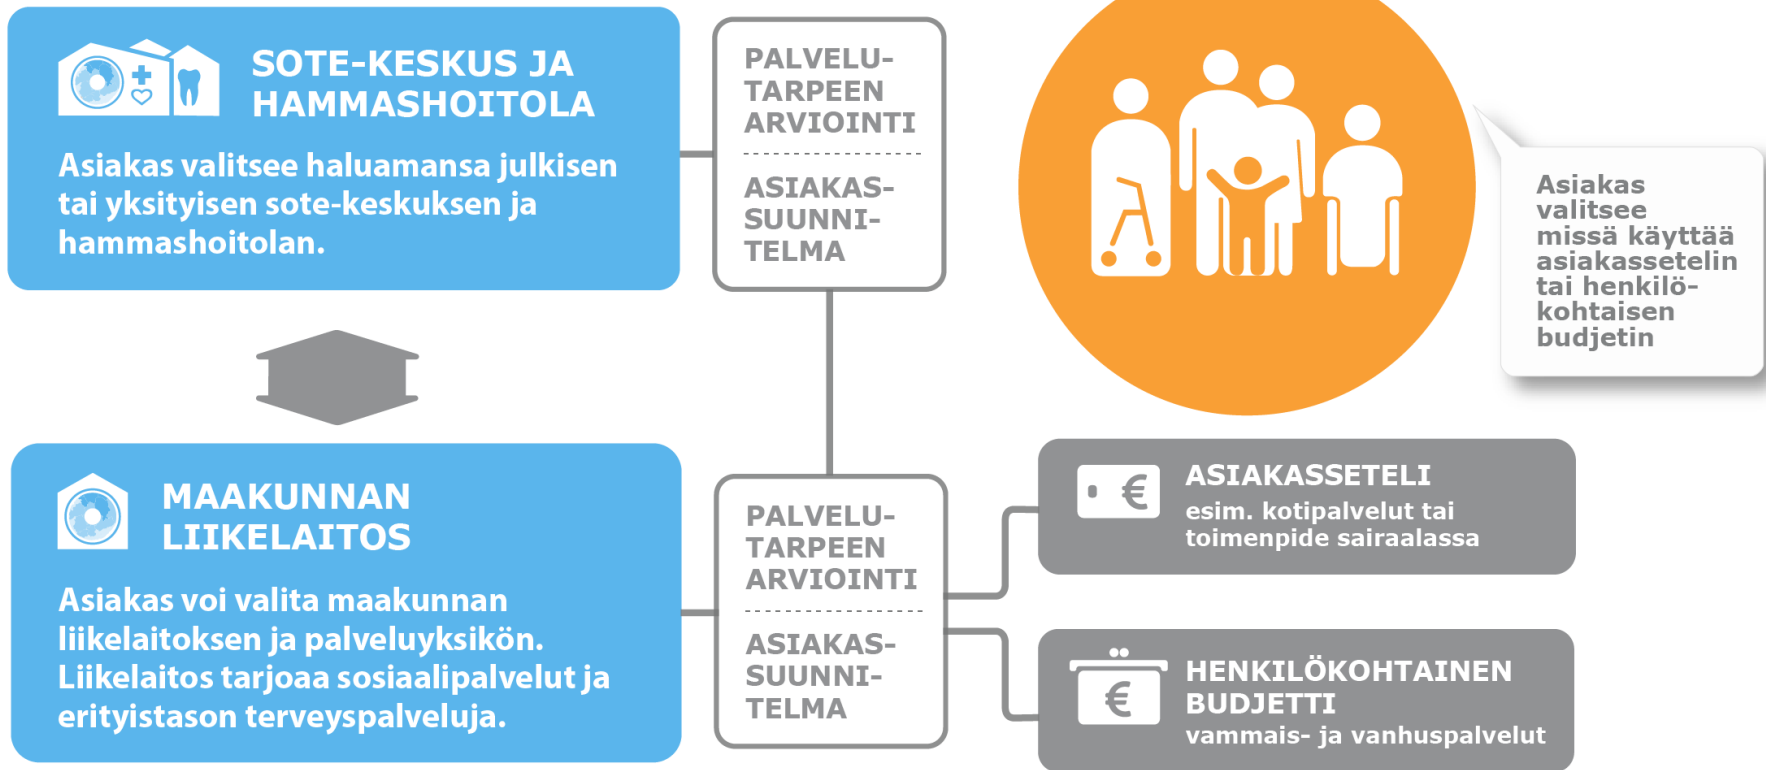 SOTE-KESKUS JA
HAMMASHOITOLA
Asiakas valitsee haluamansa julkisen
tai yksityisen sote-keskuksen ja
hammashoitolan.
PALVELU-
TARPEEN
ARVIOINTI
ASIAKAS-
SUUNNI-
TELMA
Asiakas
valitsee
missä käyttää
asiakassetelin
tai henkilö-
kohtaisen
budjetin
MAAKUNNAN
LIIKELAITOS
Asiakas voi valita maakunnan
liikelaitoksen ja palveluyksikön.
Liikelaitos tarjoaa sosiaalipalvelut ja
erityistason terveyspalveluja.
PALVELU-
TARPEEN
ARVIOINTI
ASIAKAS-
SUUNNI-
TELMA
€
ASIAKASSETELI
esim. kotipalvelut tai
toimenpide sairaalassa
€
HENKILÖKOHTAINEN
BUDJETTI
vammais- ja vanhuspalvelut